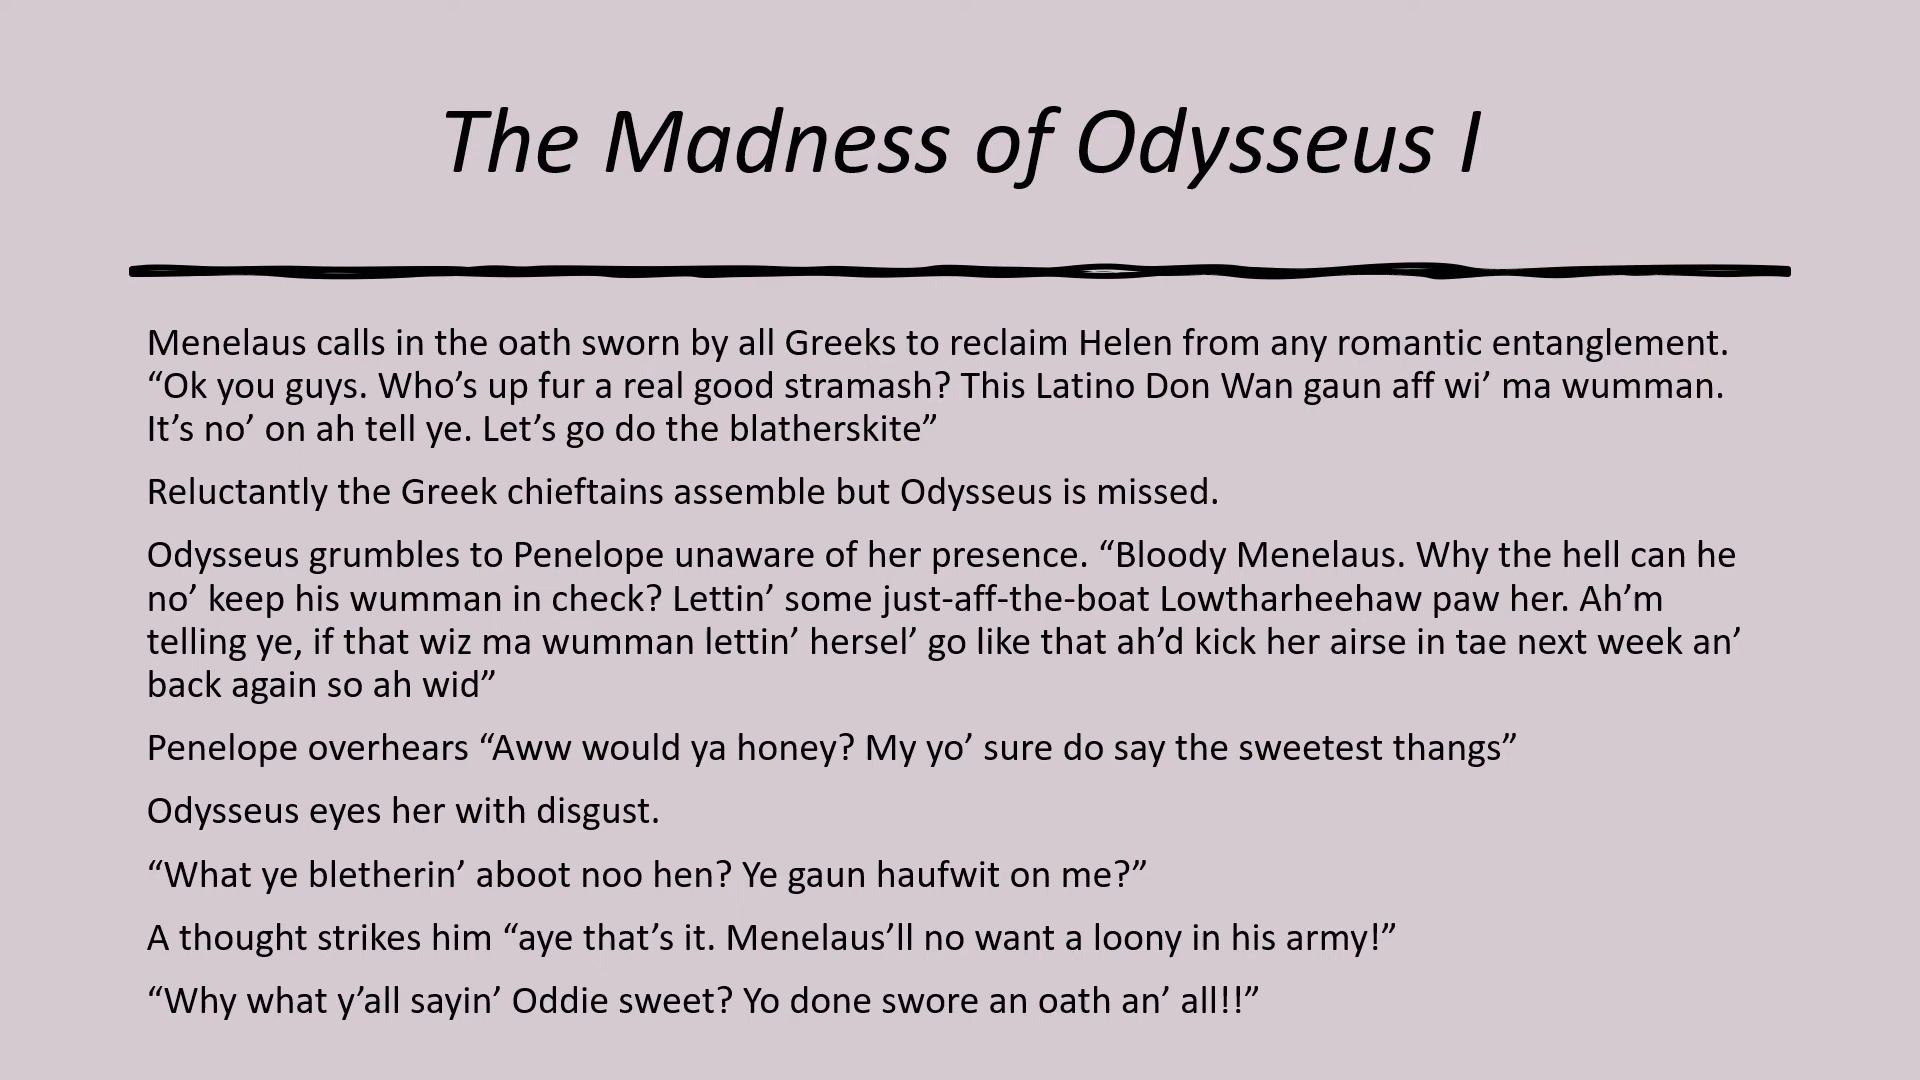 The Madness of Odysseus I
Menelaus calls in the oath sworn by all Greeks to reclaim Helen from any romantic entanglement.
“Ok you guys. Who’s up fur a real good stramash? This Latino Don Wan gaun aff wi’ ma wumman.
It’s no’ on ah tell ye. Let’s go do the blatherskite”
Reluctantly the Greek chieftains assemble but Odysseus is missed.
Odysseus grumbles to Penelope unaware of her presence. “Bloody Menelaus. Why the hell can he
no’ keep his wumman in check? Lettin’ some just-aff-the-boat Lowtharheehaw paw her. Ah’m
telling ye, if that wiz ma wumman lettin’ hersel’ go like that ah’d kick her airse in tae next week an’
back again so ah wid”
Penelope overhears “Aww would ya honey? My yo’ sure do say the sweetest thangs”
Odysseus eyes her with disgust.
“What ye bletherin’ aboot noo hen? Ye gaun haufwit on me?”
A thought strikes him “aye that’s it. Menelaus’ll no want a loony in his army!”
“Why what y’all sayin’ Oddie sweet? Yo done swore an oath an’ all!!”